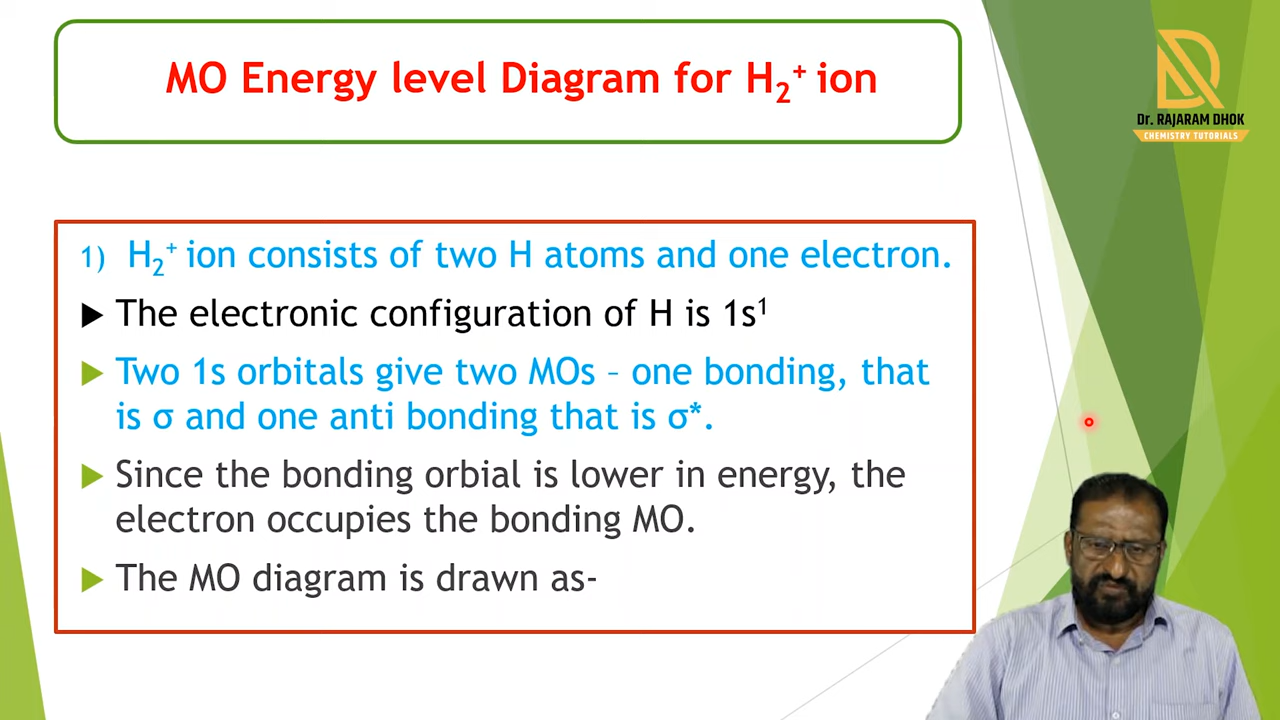 MO Energy level Diagram for H₂⁺ ion
Dr. RAJARAM DHOK
CHEMISTRY TUTORIALS
1) H₂⁺ ion consists of two H atoms and one electron.
The electronic configuration of H is 1s¹
Two 1s orbitals give two MOs – one bonding, that
is σ and one anti bonding that is σ*.
Since the bonding orbial is lower in energy, the
electron occupies the bonding MO.
The MO diagram is drawn as-